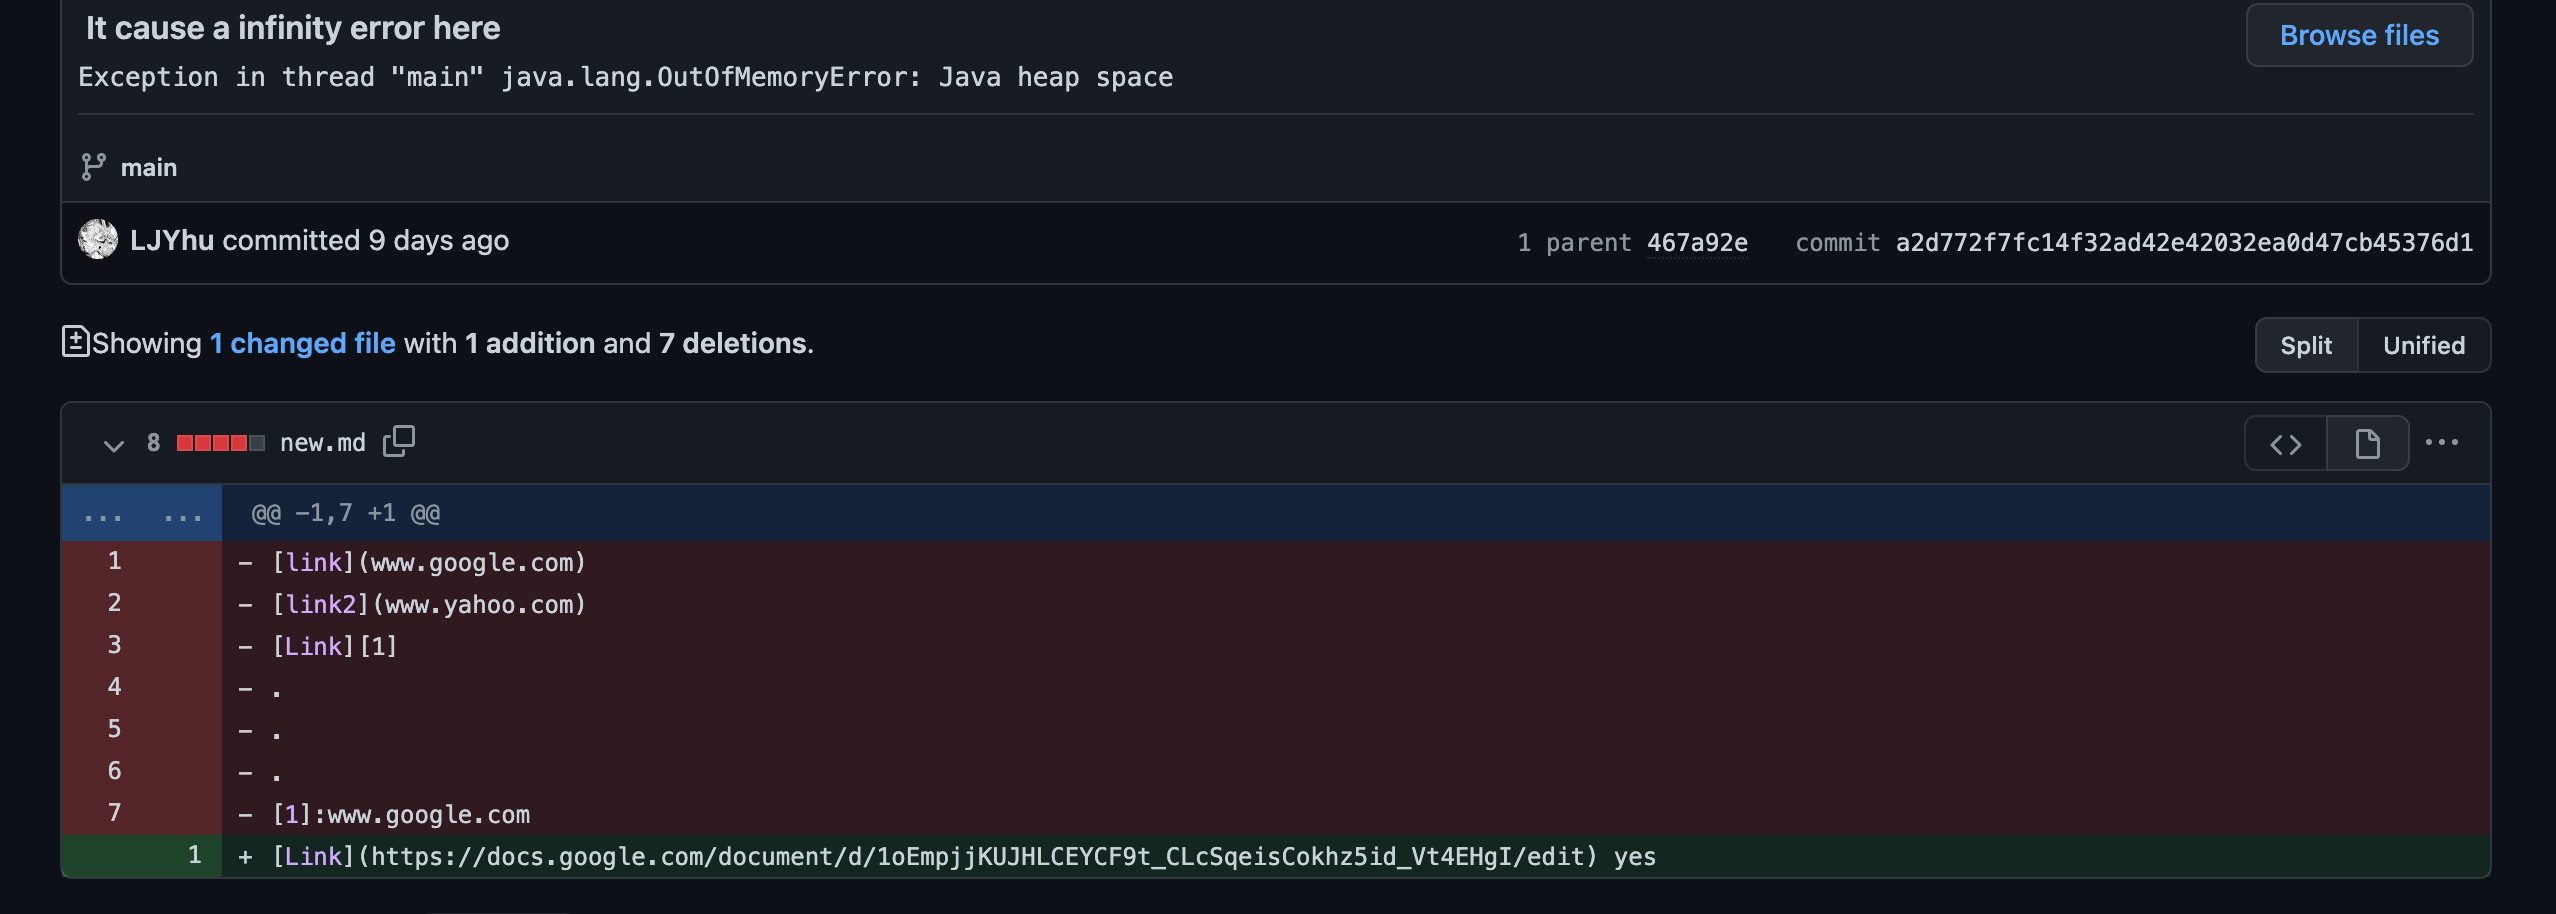 It cause a infinity error here
Browse files
Exception in thread "main" java.lang.OutOfMemoryError: Java heap space
main
LJYhu committed 9 days ago
1 parent 467a92e commit a2d772f7fc14f32ad42e42032ea0d47cb45376d1
Showing 1 changed file with 1 addition and 7 deletions.
Split Unified
8 new.md
... ... @@ -1,7 +1 @@
1 - [link](www.google.com)
2 - [link2](www.yahoo.com)
3 - [Link][1]
4 - .
5 - .
6 - .
7 - [1]:www.google.com
1 + [Link](https://docs.google.com/document/d/1oEmpjjKUJHLCEYCF9t_CLcSqeisCokhz5id_Vt4EHgI/edit) yes